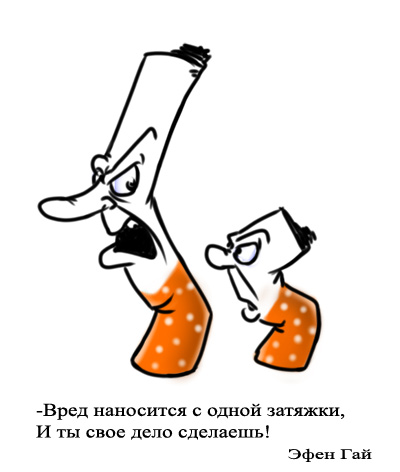 -Вред наносится с одной затяжки,
И ты свое дело сделаешь!
Эфен Гай